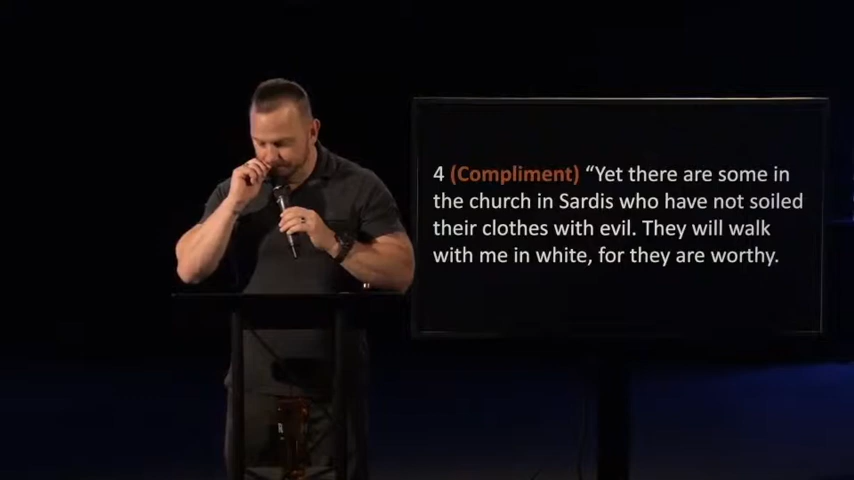 4 (Compliment) “Yet there are some in
the church in Sardis who have not soiled
their clothes with evil. They will walk
with me in white, for they are worthy.